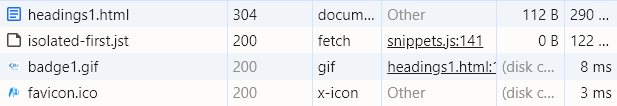 headings1.html 304 docum... Other 112 B 290 ...
isolated-first.jst 200 fetch snippets.js:141 0 B 122 ...
badge1.gif 200 gif headings1.html:1 (disk c... 8 ms
favicon.ico 200 x-icon Other (disk c... 3 ms